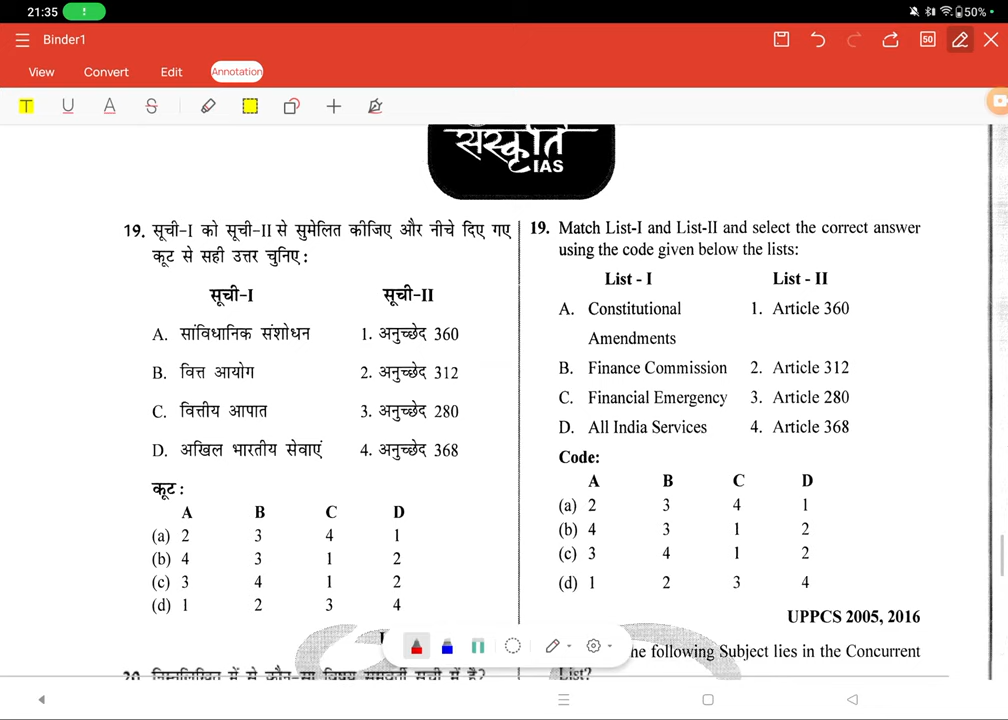 21:35
50%
Binder1
50
View Convert Edit Annotation
T U A S
संस्कृति
IAS
19. सूची-I को सूची-II से सुमेलित कीजिए और नीचे दिए गए
कूट से सही उत्तर चुनिए :
सूची-I सूची-II
A. सांविधानिक संशोधन 1. अनुच्छेद 360
B. वित्त आयोग 2. अनुच्छेद 312
C. वित्तीय आपात 3. अनुच्छेद 280
D. अखिल भारतीय सेवाएं 4. अनुच्छेद 368
कूट :
A B C D
(a) 2 3 4 1
(b) 4 3 1 2
(c) 3 4 1 2
(d) 1 2 3 4
20. निम्नलिखित में से कौन-सा विषय समवर्ती सूची में है?
19. Match List-I and List-II and select the correct answer
using the code given below the lists:
List - I List - II
A. Constitutional 1. Article 360
Amendments
B. Finance Commission 2. Article 312
C. Financial Emergency 3. Article 280
D. All India Services 4. Article 368
Code:
A B C D
(a) 2 3 4 1
(b) 4 3 1 2
(c) 3 4 1 2
(d) 1 2 3 4
UPPCS 2005, 2016
he following Subject lies in the Concurrent
List?